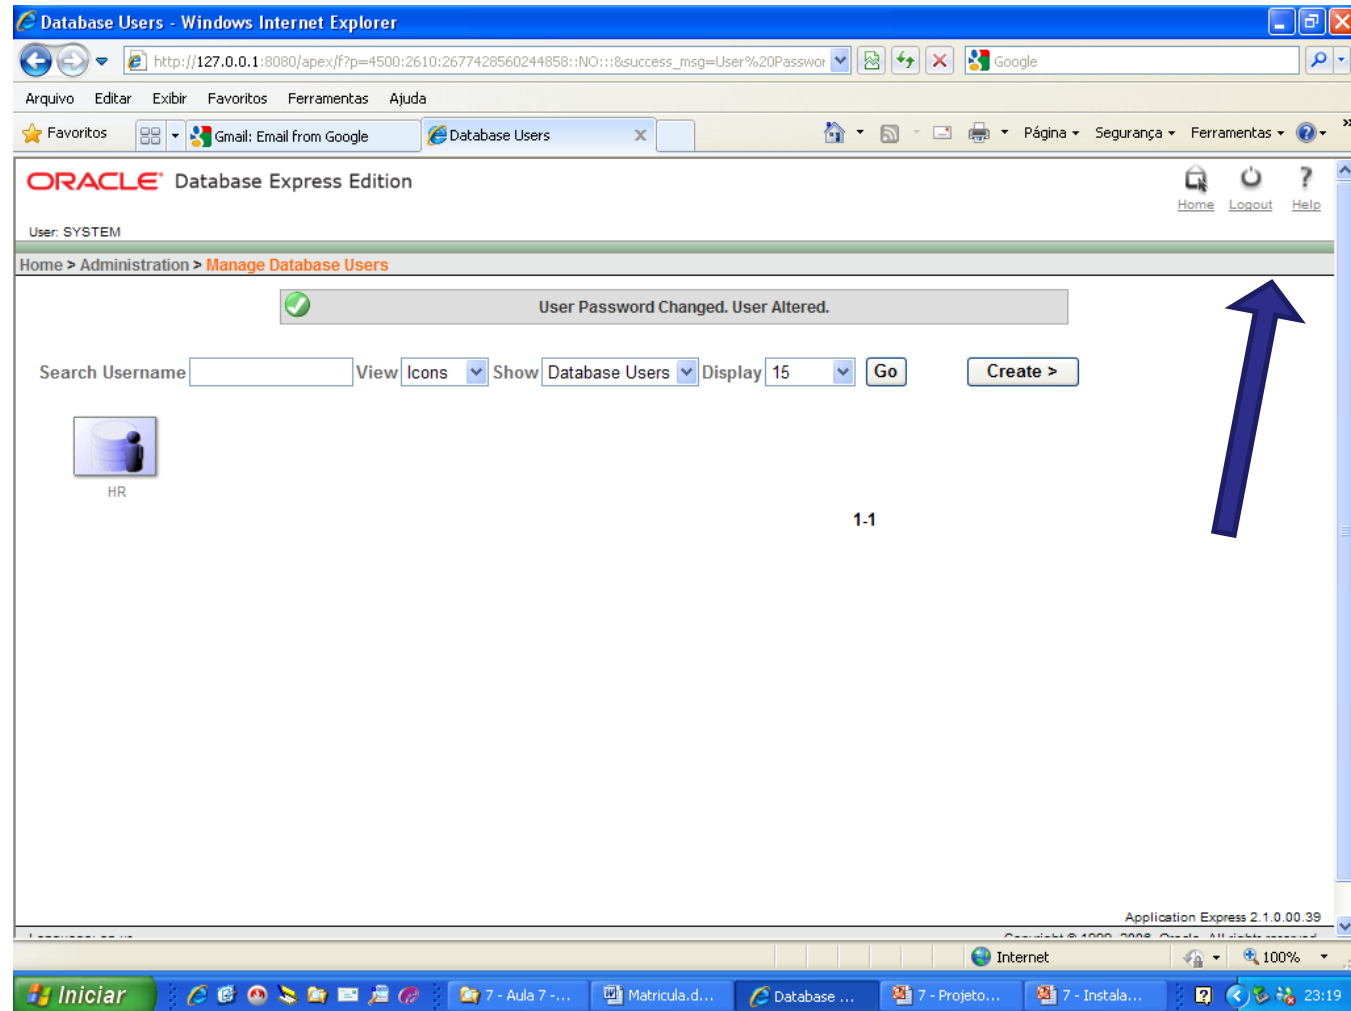 Database Users - Windows Internet Explorer
http://127.0.0.1:8080/apex/f?p=4500:2610:2677428560244858::NO:::&success_msg=User%20Passwor
Google
Arquivo Editar Exibir Favoritos Ferramentas Ajuda
Favoritos
Gmail: Email from Google
Database Users
Página
Segurança
Ferramentas
ORACLE Database Express Edition
Home Logout Help
User: SYSTEM
Home > Administration > Manage Database Users
User Password Changed. User Altered.
Search Username View Icons Show Database Users Display 15 Go Create >
HR
1-1
Application Express 2.1.0.00.39
Internet
100%
Iniciar
7 - Aula 7 -...
Matricula.d...
Database ...
7 - Projeto...
7 - Instala...
23:19